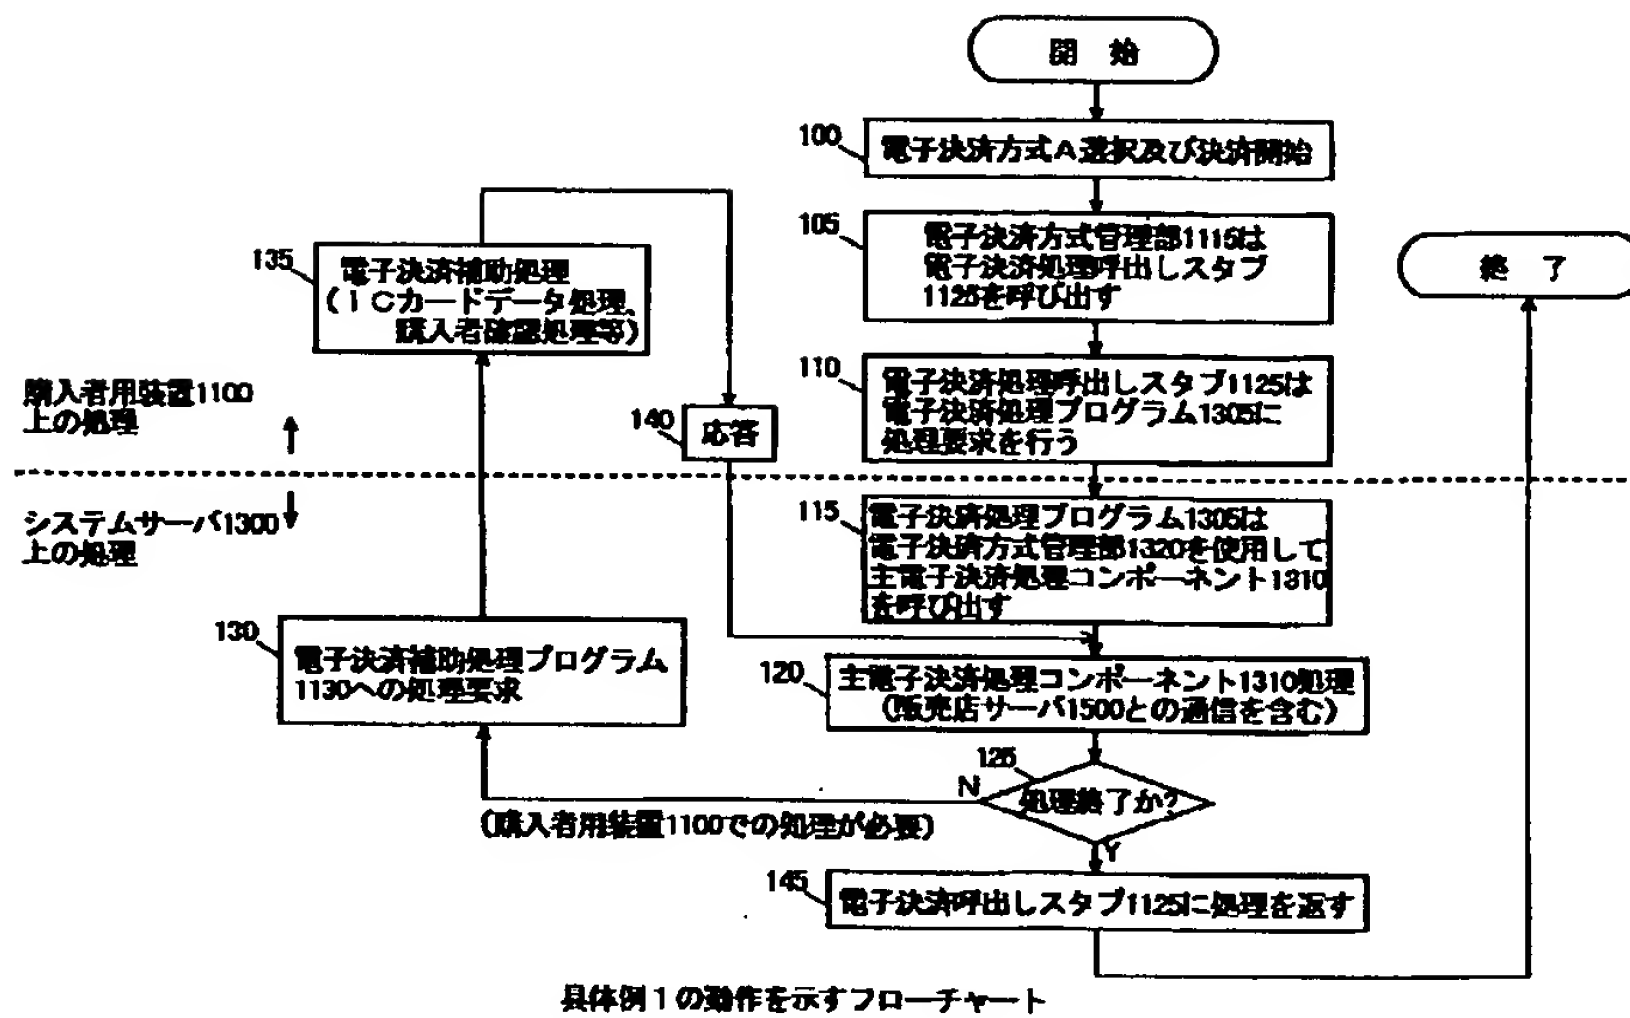 開 始
100
電子決済方式A選択及び決済開始
105
電子決済方式管理部1115は
電子決済処理呼出しスタブ
1125を呼び出す
終 了
135
電子決済補助処理
(ICカードデータ処理、
購入者確認処理等)
110
電子決済処理呼出しスタブ1125は
電子決済処理プログラム1305に
処理要求を行う
購入者用装置1100
上の処理
140
応答
システムサーバ1300
上の処理
115
電子決済処理プログラム1305は
電子決済方式管理部1320を使用して
主電子決済処理コンポーネント1310
を呼び出す
130
電子決済補助処理プログラム
1130への処理要求
120
主電子決済処理コンポーネント1310処理
(販売店サーバ1500との通信を含む)
125
N
処理終了か?
(購入者用装置1100での処理が必要)
Y
145
電子決済呼出しスタブ1125に処理を返す
具体例1の動作を示すフローチャート